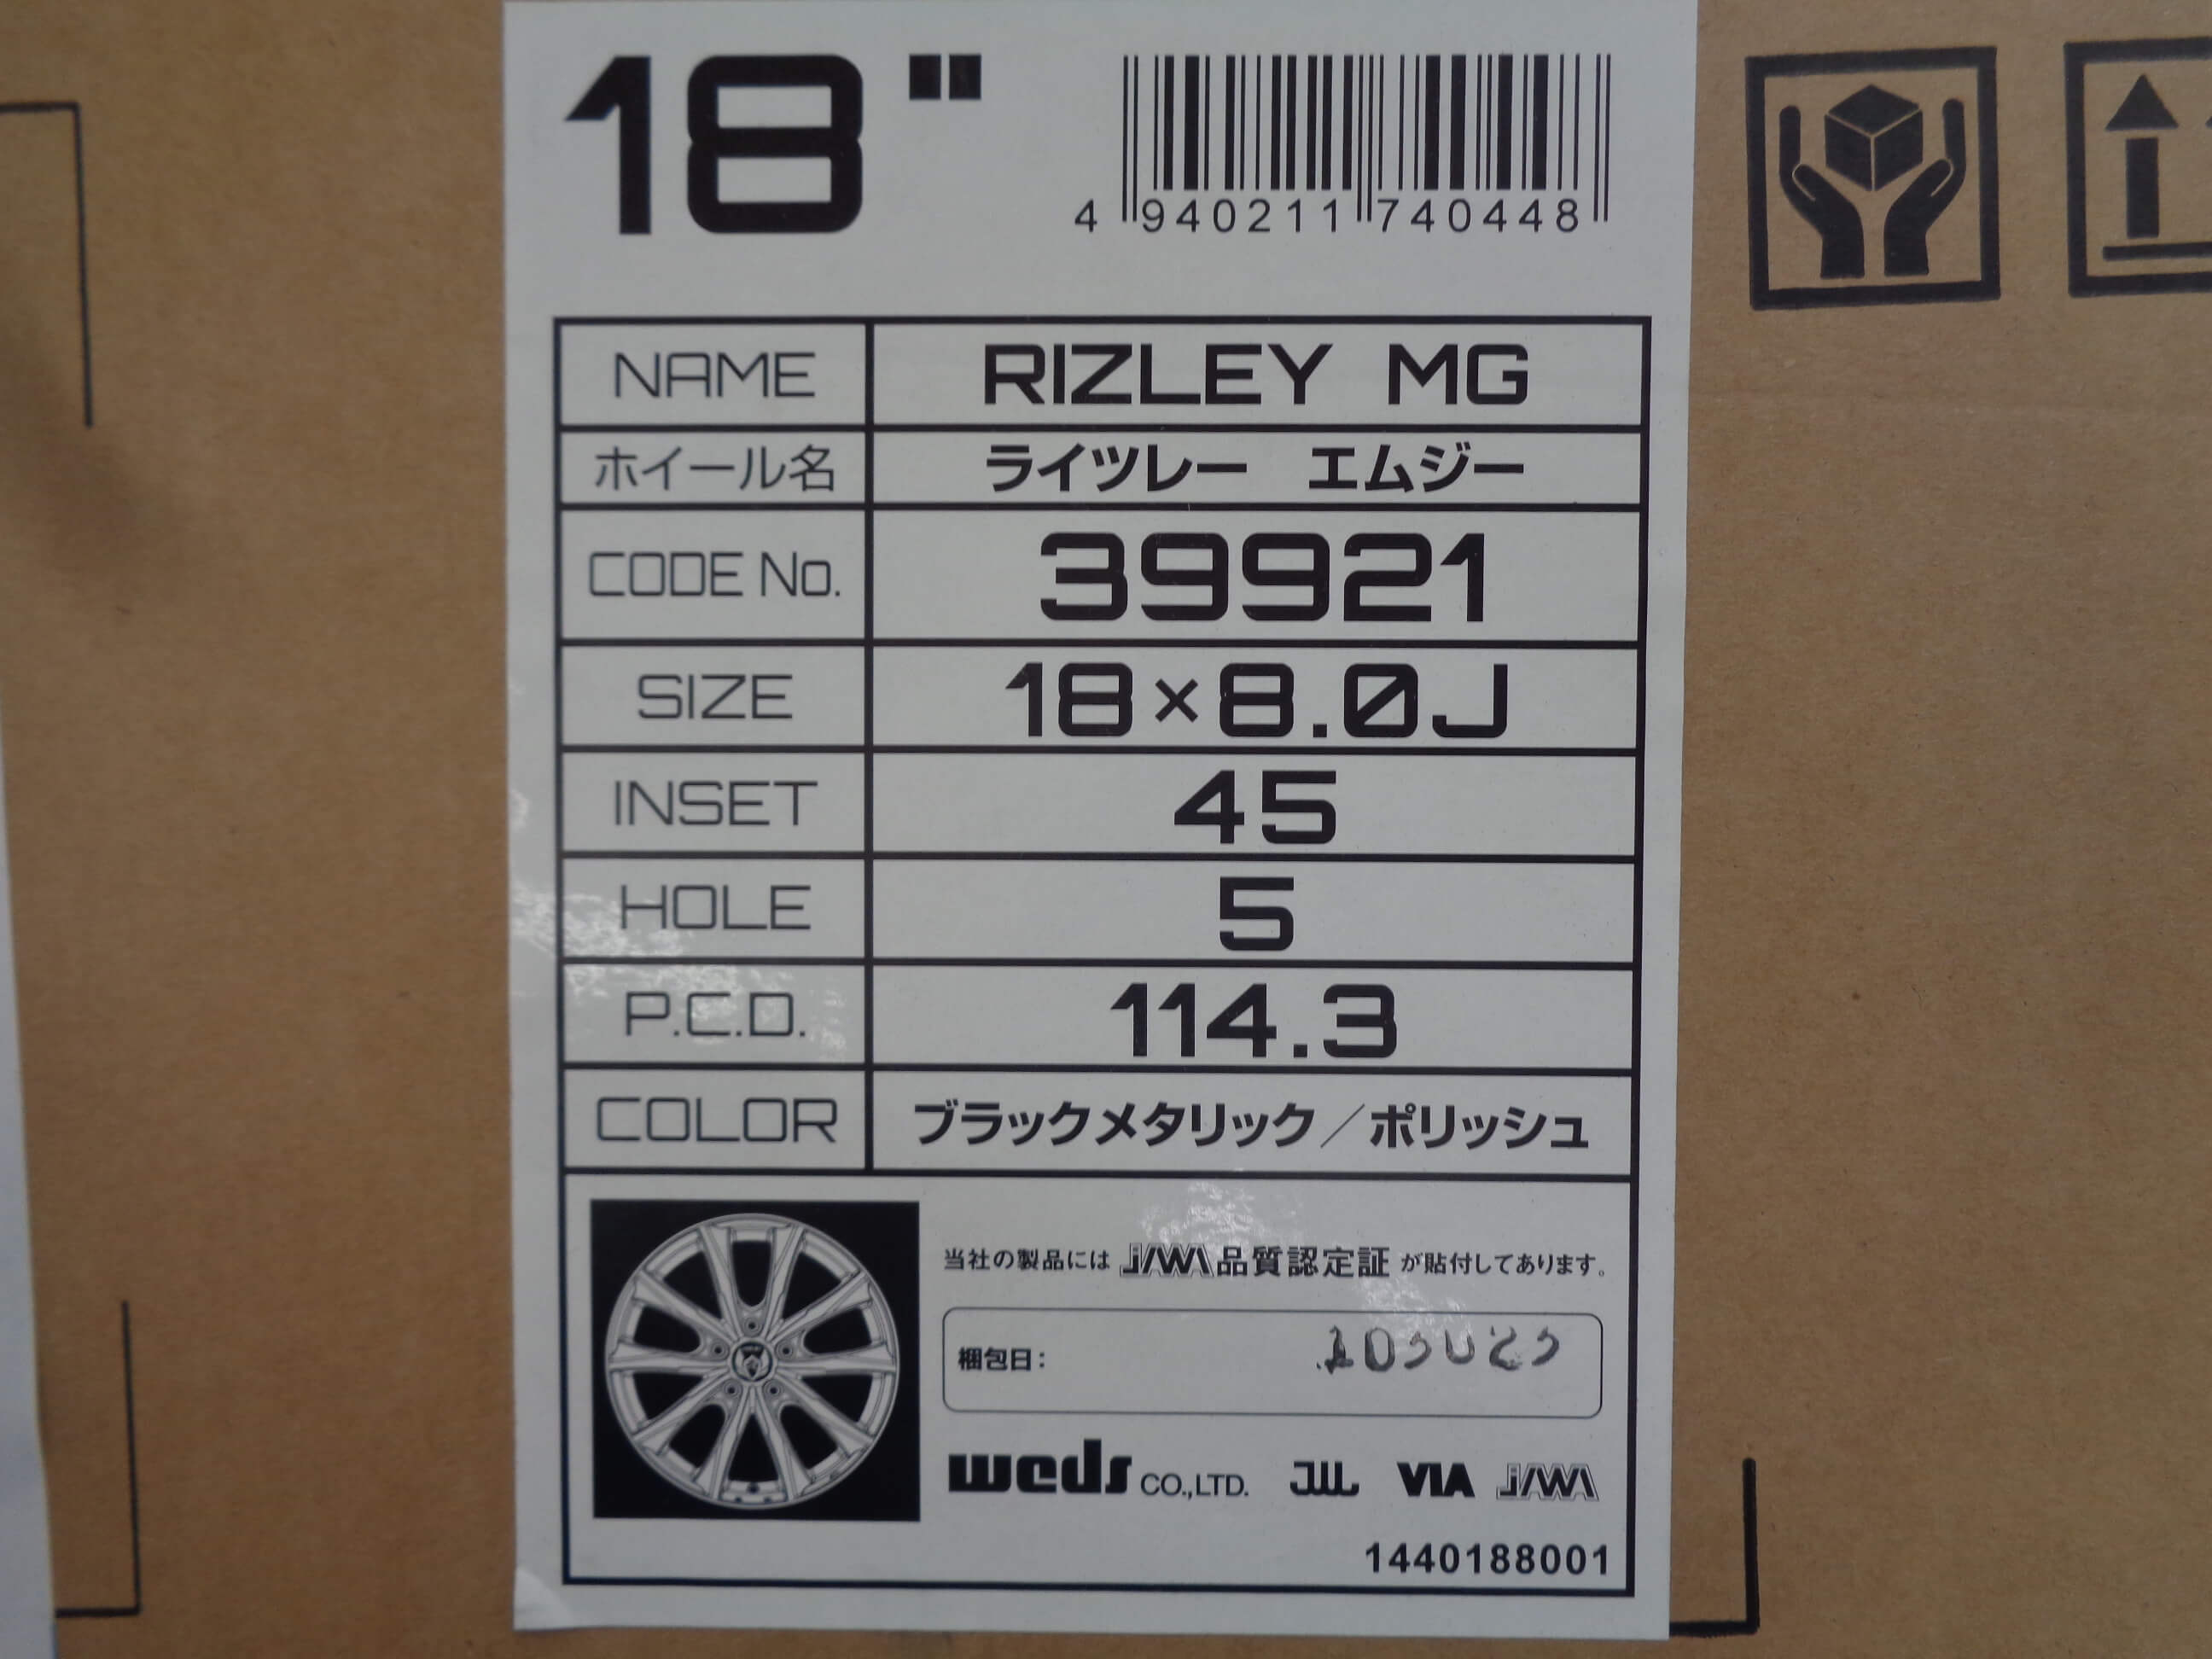 18"
4 940211 740448
NAME RIZLEY MG
ホイール名 ライツレー エムジー
CODE No. 39921
SIZE 18×8.0J
INSET 45
HOLE 5
P.C.D. 114.3
COLOR ブラックメタリック/ポリッシュ
当社の製品には JAWA 品質認定証 が貼付してあります。
梱包日:
weds CO.,LTD. JWL VIA JAWA
1440188001